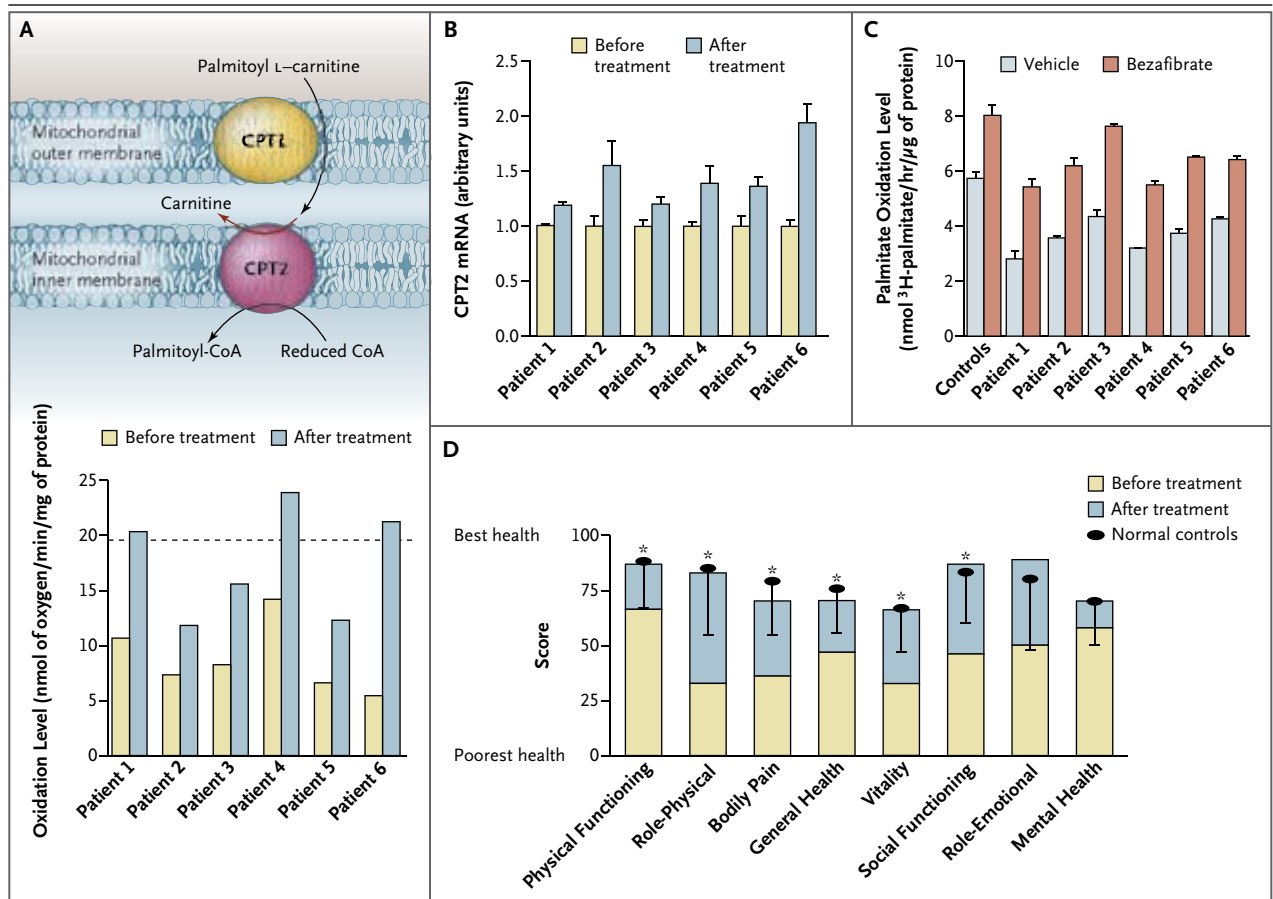 A
Palmitoyl L–carnitine
Mitochondrial
outer membrane
CPT1
Carnitine
Mitochondrial
inner membrane
CPT2
Palmitoyl-CoA
Reduced CoA
Before treatment
After treatment
Oxidation Level (nmol of oxygen/min/mg of protein)
25
20
15
10
5
0
Patient 1
Patient 2
Patient 3
Patient 4
Patient 5
Patient 6
B
Before
treatment
After
treatment
CPT2 mRNA (arbitrary units)
2.5
2.0
1.5
1.0
0.5
0.0
Patient 1
Patient 2
Patient 3
Patient 4
Patient 5
Patient 6
C
Vehicle
Bezafibrate
Palmitate Oxidation Level
(nmol ³H-palmitate/hr/μg of protein)
10
8
6
4
2
0
Controls
Patient 1
Patient 2
Patient 3
Patient 4
Patient 5
Patient 6
D
Before treatment
After treatment
Normal controls
Best health
Poorest health
Score
100
75
50
25
0
* * * * * *
Physical Functioning
Role-Physical
Bodily Pain
General Health
Vitality
Social Functioning
Role-Emotional
Mental Health